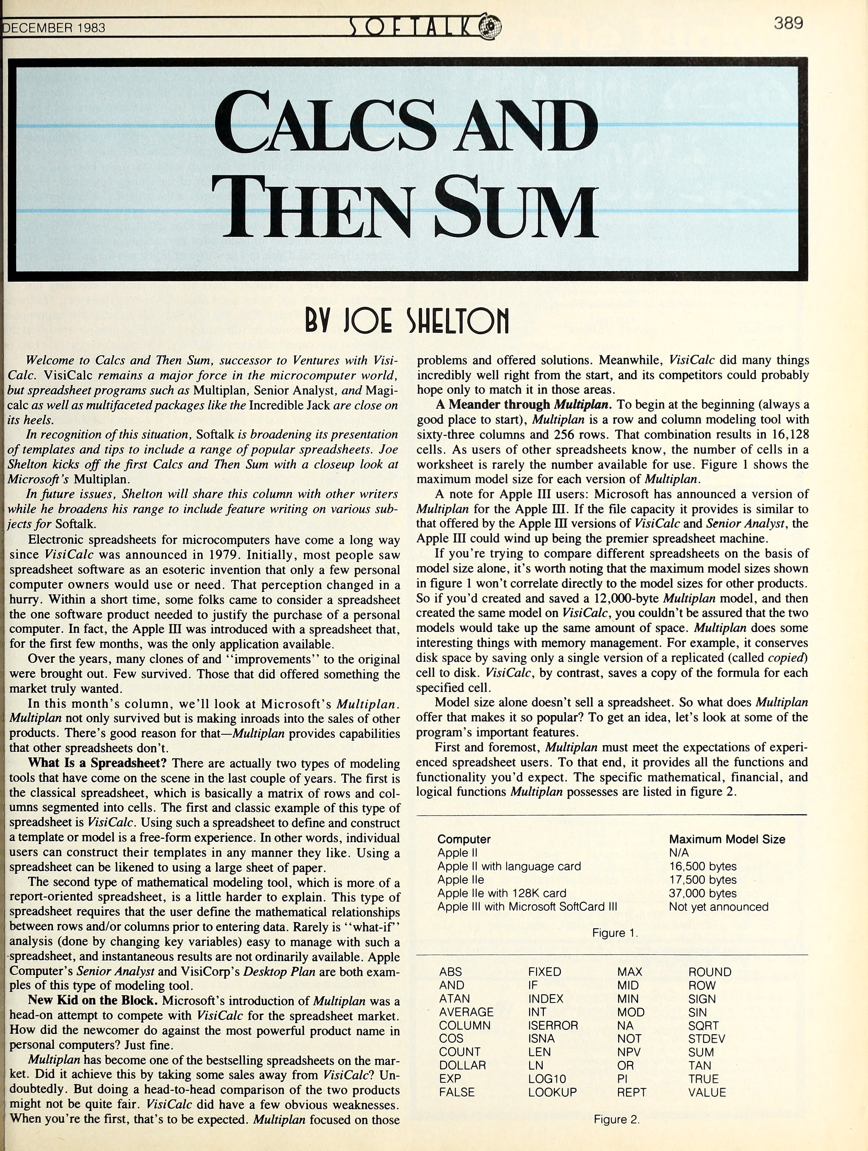 DECEMBER 1983
SOFTALK
389
CALCS AND
THEN SUM
BY JOE SHELTON
Welcome to Calcs and Then Sum, successor to Ventures with Visi-
Calc. VisiCalc remains a major force in the microcomputer world,
but spreadsheet programs such as Multiplan, Senior Analyst, and Magi-
calc as well as multifaceted packages like the Incredible Jack are close on
its heels.
In recognition of this situation, Softalk is broadening its presentation
of templates and tips to include a range of popular spreadsheets. Joe
Shelton kicks off the first Calcs and Then Sum with a closeup look at
Microsoft's Multiplan.
In future issues, Shelton will share this column with other writers
while he broadens his range to include feature writing on various sub-
jects for Softalk.
Electronic spreadsheets for microcomputers have come a long way
since VisiCalc was announced in 1979. Initially, most people saw
spreadsheet software as an esoteric invention that only a few personal
computer owners would use or need. That perception changed in a
hurry. Within a short time, some folks came to consider a spreadsheet
the one software product needed to justify the purchase of a personal
computer. In fact, the Apple III was introduced with a spreadsheet that,
for the first few months, was the only application available.
Over the years, many clones of and "improvements" to the original
were brought out. Few survived. Those that did offered something the
market truly wanted.
In this month's column, we'll look at Microsoft's Multiplan.
Multiplan not only survived but is making inroads into the sales of other
products. There's good reason for that—Multiplan provides capabilities
that other spreadsheets don't.
What Is a Spreadsheet? There are actually two types of modeling
tools that have come on the scene in the last couple of years. The first is
the classical spreadsheet, which is basically a matrix of rows and col-
umns segmented into cells. The first and classic example of this type of
spreadsheet is VisiCalc. Using such a spreadsheet to define and construct
a template or model is a free-form experience. In other words, individual
users can construct their templates in any manner they like. Using a
spreadsheet can be likened to using a large sheet of paper.
The second type of mathematical modeling tool, which is more of a
report-oriented spreadsheet, is a little harder to explain. This type of
spreadsheet requires that the user define the mathematical relationships
between rows and/or columns prior to entering data. Rarely is "what-if"
analysis (done by changing key variables) easy to manage with such a
spreadsheet, and instantaneous results are not ordinarily available. Apple
Computer's Senior Analyst and VisiCorp's Desktop Plan are both exam-
ples of this type of modeling tool.
New Kid on the Block. Microsoft's introduction of Multiplan was a
head-on attempt to compete with VisiCalc for the spreadsheet market.
How did the newcomer do against the most powerful product name in
personal computers? Just fine.
Multiplan has become one of the bestselling spreadsheets on the mar-
ket. Did it achieve this by taking some sales away from VisiCalc? Un-
doubtedly. But doing a head-to-head comparison of the two products
might not be quite fair. VisiCalc did have a few obvious weaknesses.
When you're the first, that's to be expected. Multiplan focused on those
problems and offered solutions. Meanwhile, VisiCalc did many things
incredibly well right from the start, and its competitors could probably
hope only to match it in those areas.
A Meander through Multiplan. To begin at the beginning (always a
good place to start), Multiplan is a row and column modeling tool with
sixty-three columns and 256 rows. That combination results in 16,128
cells. As users of other spreadsheets know, the number of cells in a
worksheet is rarely the number available for use. Figure 1 shows the
maximum model size for each version of Multiplan.
A note for Apple III users: Microsoft has announced a version of
Multiplan for the Apple III. If the file capacity it provides is similar to
that offered by the Apple III versions of VisiCalc and Senior Analyst, the
Apple III could wind up being the premier spreadsheet machine.
If you're trying to compare different spreadsheets on the basis of
model size alone, it's worth noting that the maximum model sizes shown
in figure 1 won't correlate directly to the model sizes for other products.
So if you'd created and saved a 12,000-byte Multiplan model, and then
created the same model on VisiCalc, you couldn't be assured that the two
models would take up the same amount of space. Multiplan does some
interesting things with memory management. For example, it conserves
disk space by saving only a single version of a replicated (called copied)
cell to disk. VisiCalc, by contrast, saves a copy of the formula for each
specified cell.
Model size alone doesn't sell a spreadsheet. So what does Multiplan
offer that makes it so popular? To get an idea, let's look at some of the
program's important features.
First and foremost, Multiplan must meet the expectations of experi-
enced spreadsheet users. To that end, it provides all the functions and
functionality you'd expect. The specific mathematical, financial, and
logical functions Multiplan possesses are listed in figure 2.
Computer Maximum Model Size
Apple II N/A
Apple II with language card 16,500 bytes
Apple IIe 17,500 bytes
Apple IIe with 128K card 37,000 bytes
Apple III with Microsoft SoftCard III Not yet announced
Figure 1.
ABS FIXED MAX ROUND
AND IF MID ROW
ATAN INDEX MIN SIGN
AVERAGE INT MOD SIN
COLUMN ISERROR NA SQRT
COS ISNA NOT STDEV
COUNT LEN NPV SUM
DOLLAR LN OR TAN
EXP LOG10 PI TRUE
FALSE LOOKUP REPT VALUE
Figure 2.